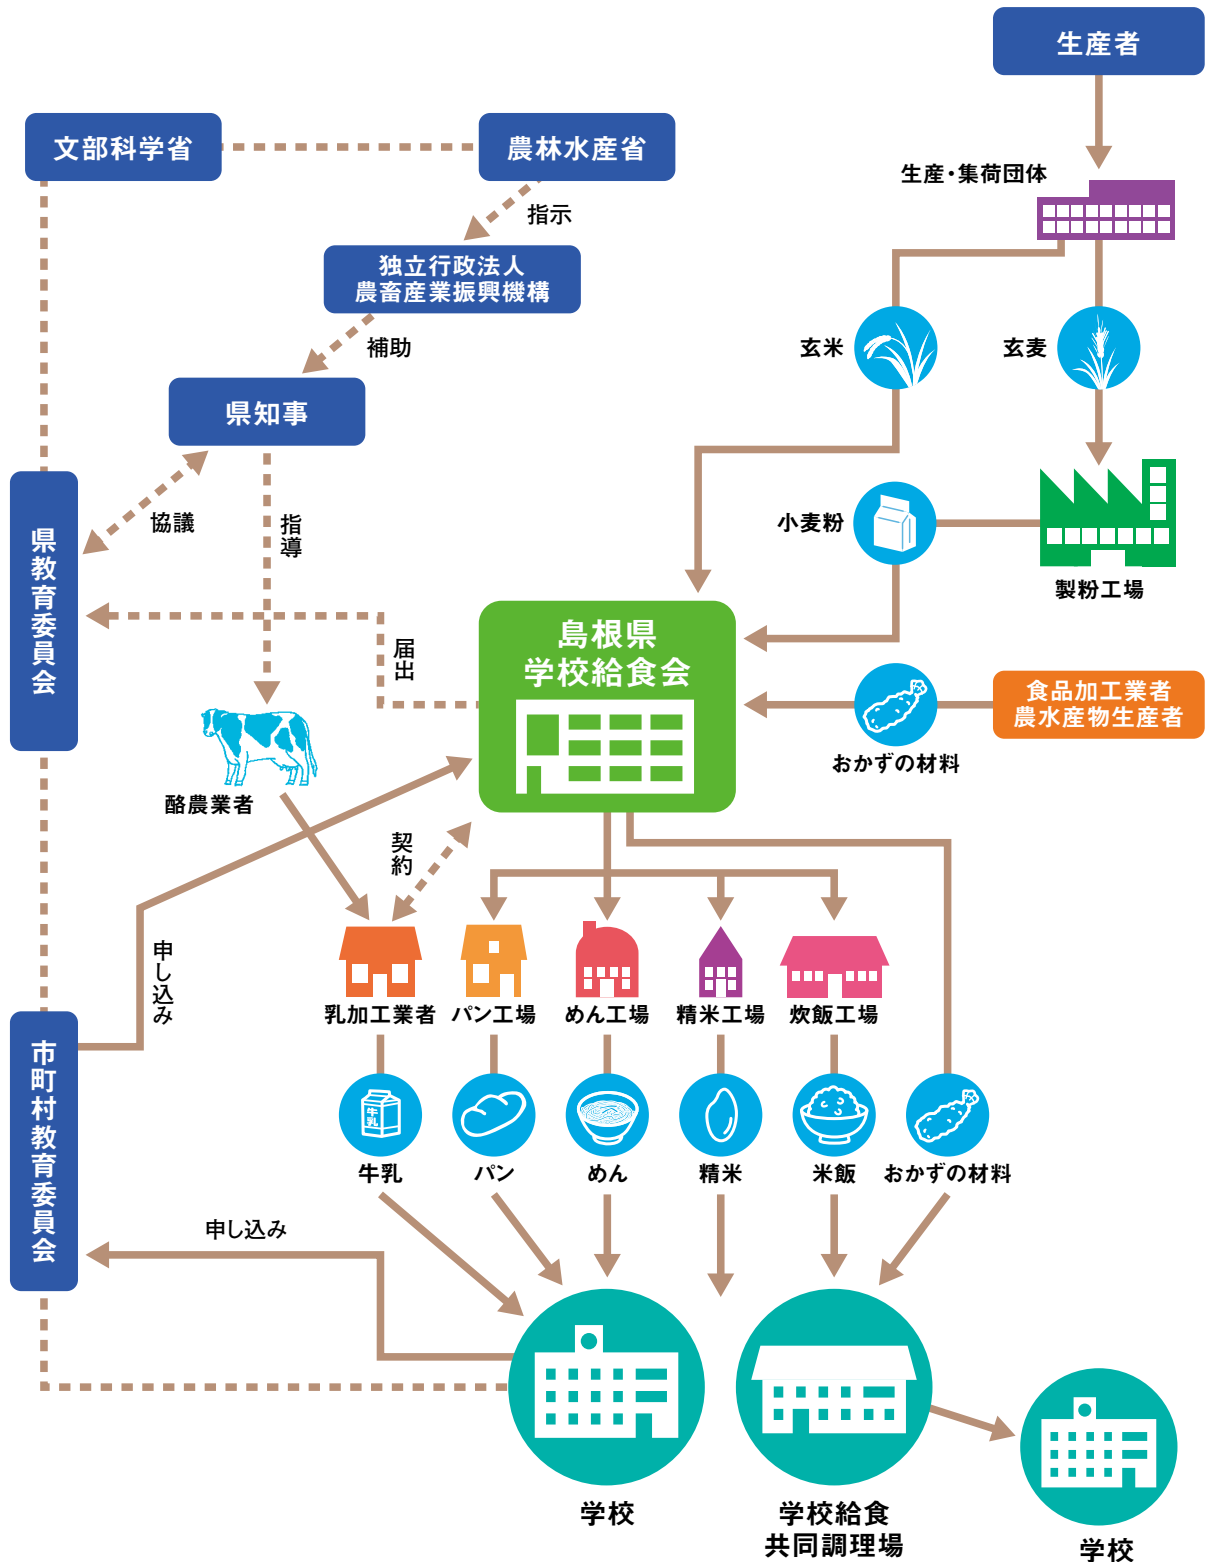 生産者
文部科学省
農林水産省
生産・集荷団体
指示
独立行政法人
農畜産業振興機構
補助
玄米
玄麦
県知事
協議
指導
県教育委員会
小麦粉
製粉工場
島根県
学校給食会
届出
食品加工業者
農水産物生産者
おかずの材料
酪農業者
契約
申し込み
乳加工業者
パン工場
めん工場
精米工場
炊飯工場
市町村教育委員会
牛乳
牛乳
パン
めん
精米
米飯
おかずの材料
申し込み
学校
学校給食
共同調理場
学校